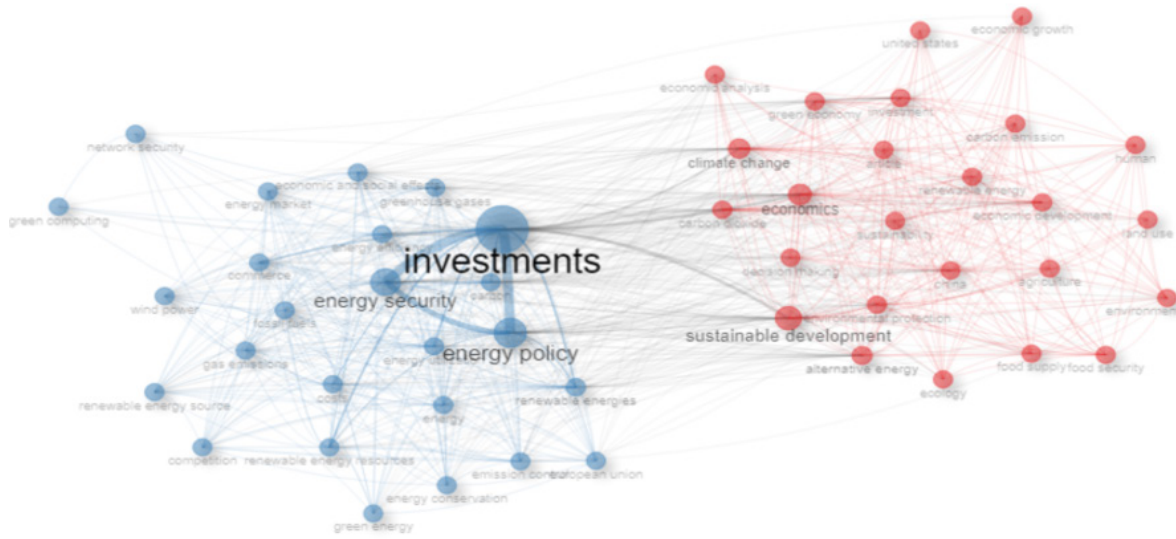 economic growth
united states
economic analysis
green economy
investment
carbon emission
network security
human
climate change
article
economic and social effects
renewable energy
energy market
greenhouse gases
green computing
carbon dioxide
economics
economic development
sustainability
land use
investments
commerce
decision making
china
agriculture
energy security
carbon
wind power
fossil fuels
environmental protection
sustainable development
energy policy
gas emissions
alternative energy
food supply
food security
ecology
costs
renewable energies
renewable energy source
energy
competition
renewable energy resources
emission control
european union
energy conservation
green energy